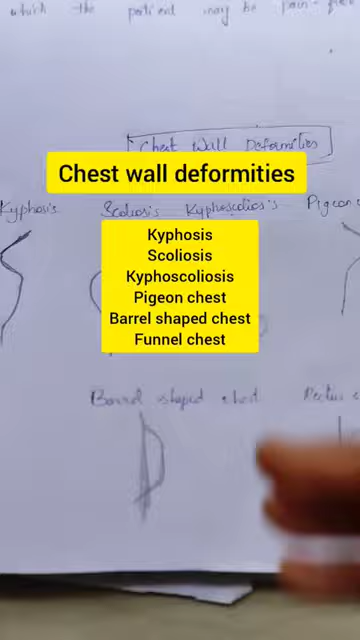 which the patient may be pain-free
Chest Wall Deformities
Chest wall deformities
Kyphosis Scoliosis Kyphoscoliosis Pigeon
Kyphosis
Scoliosis
Kyphoscoliosis
Pigeon chest
Barrel shaped chest
Funnel chest
Barrel shaped chest Pectus